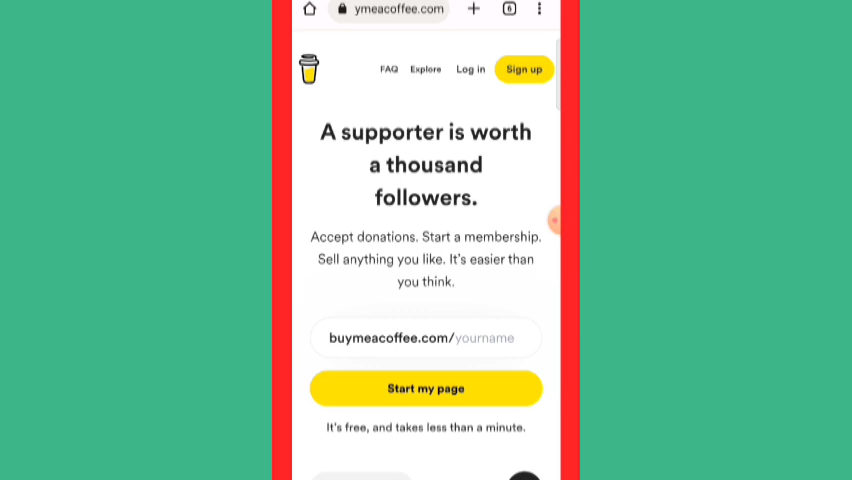 ymeacoffee.com 6
FAQ Explore Log in Sign up
A supporter is worth
a thousand
followers.
Accept donations. Start a membership.
Sell anything you like. It's easier than
you think.
buymeacoffee.com/yourname
Start my page
It's free, and takes less than a minute.